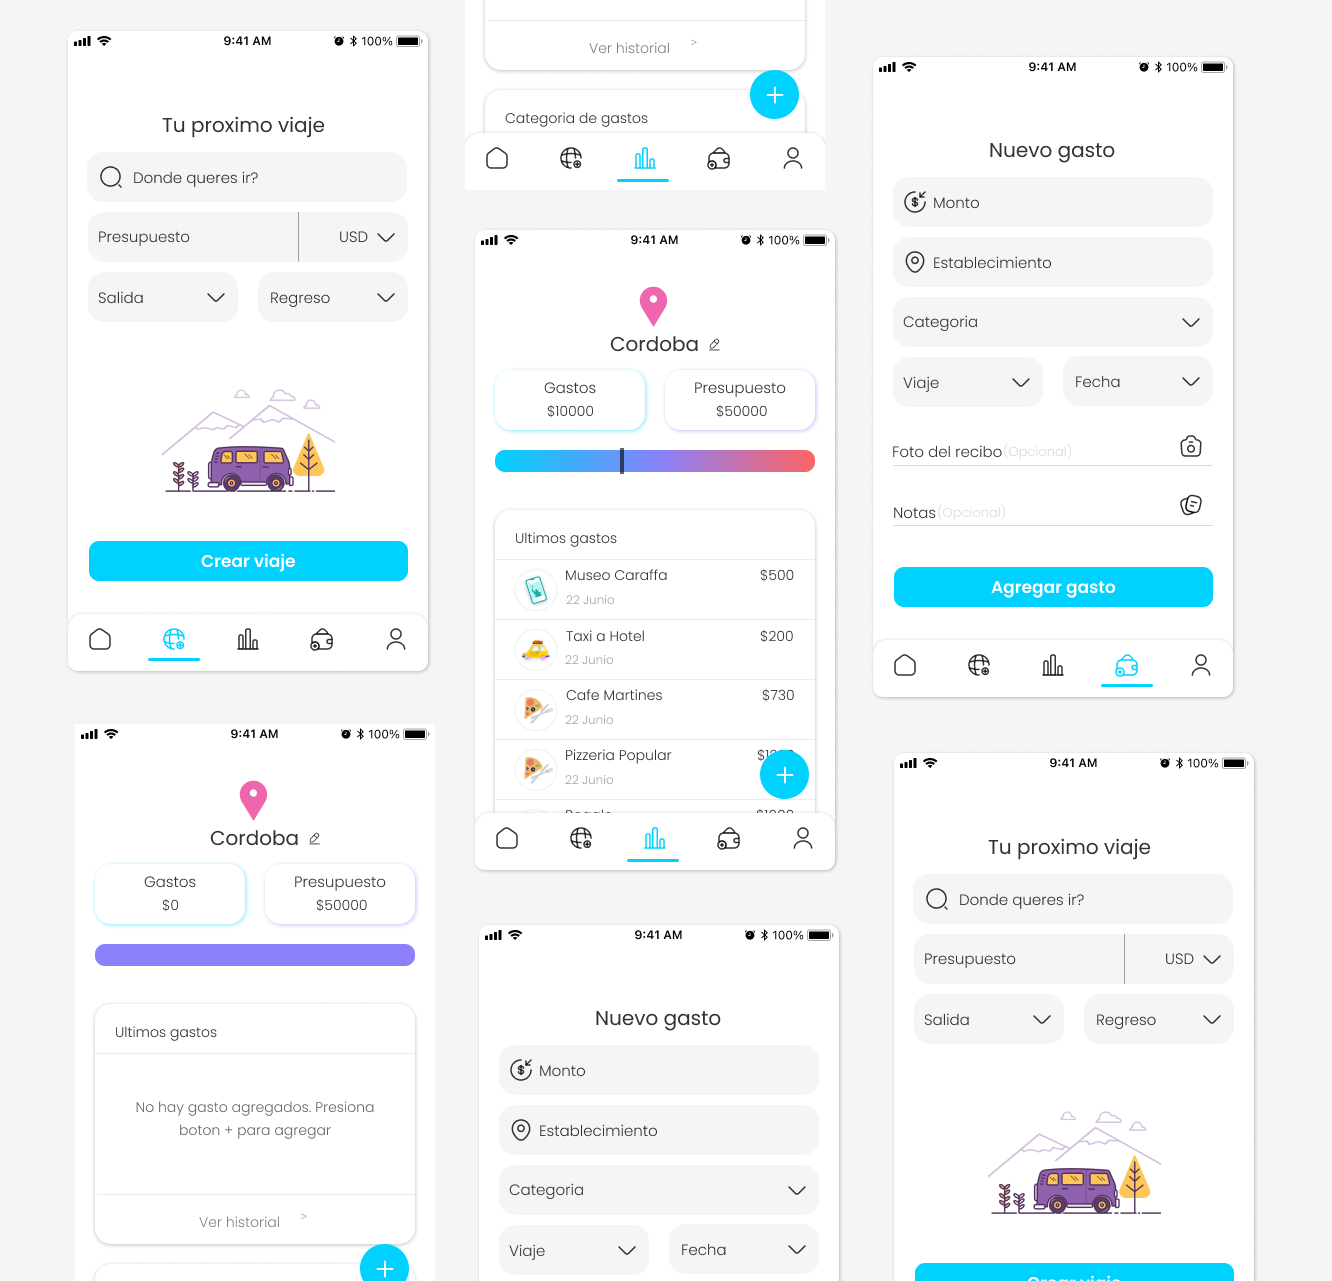 9:41 AM 100%
Tu proximo viaje
Donde queres ir?
Presupuesto USD
Salida Regreso
Crear viaje
9:41 AM 100%
Cordoba
Gastos Presupuesto
$0 $50000
Ultimos gastos
No hay gasto agregados. Presiona
boton + para agregar
Ver historial >
Ver historial >
Categoria de gastos
9:41 AM 100%
Cordoba
Gastos Presupuesto
$10000 $50000
Ultimos gastos
Museo Caraffa $500
22 Junio
Taxi a Hotel $200
22 Junio
Cafe Martines $730
22 Junio
Pizzeria Popular
22 Junio
9:41 AM 100%
Nuevo gasto
$ Monto
Establecimiento
Categoria
Viaje Fecha
9:41 AM 100%
Nuevo gasto
$ Monto
Establecimiento
Categoria
Viaje Fecha
Foto del recibo (Opcional)
Notas (Opcional)
Agregar gasto
9:41 AM 100%
Tu proximo viaje
Donde queres ir?
Presupuesto USD
Salida Regreso
Crear viaje